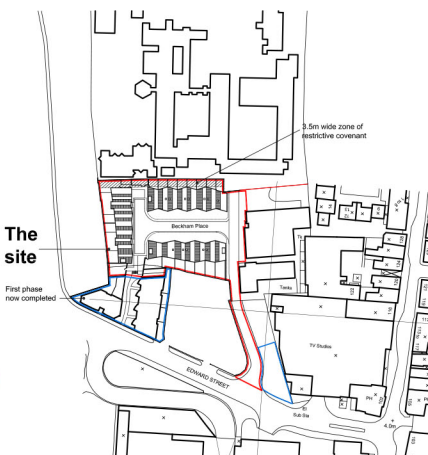 3.5m wide zone of
restrictive covenant
Beckham Place
The
site
First phase
now completed
Tanks
TV Studios
EDWARD STREET
El
Sub Sta
PH
4.0m